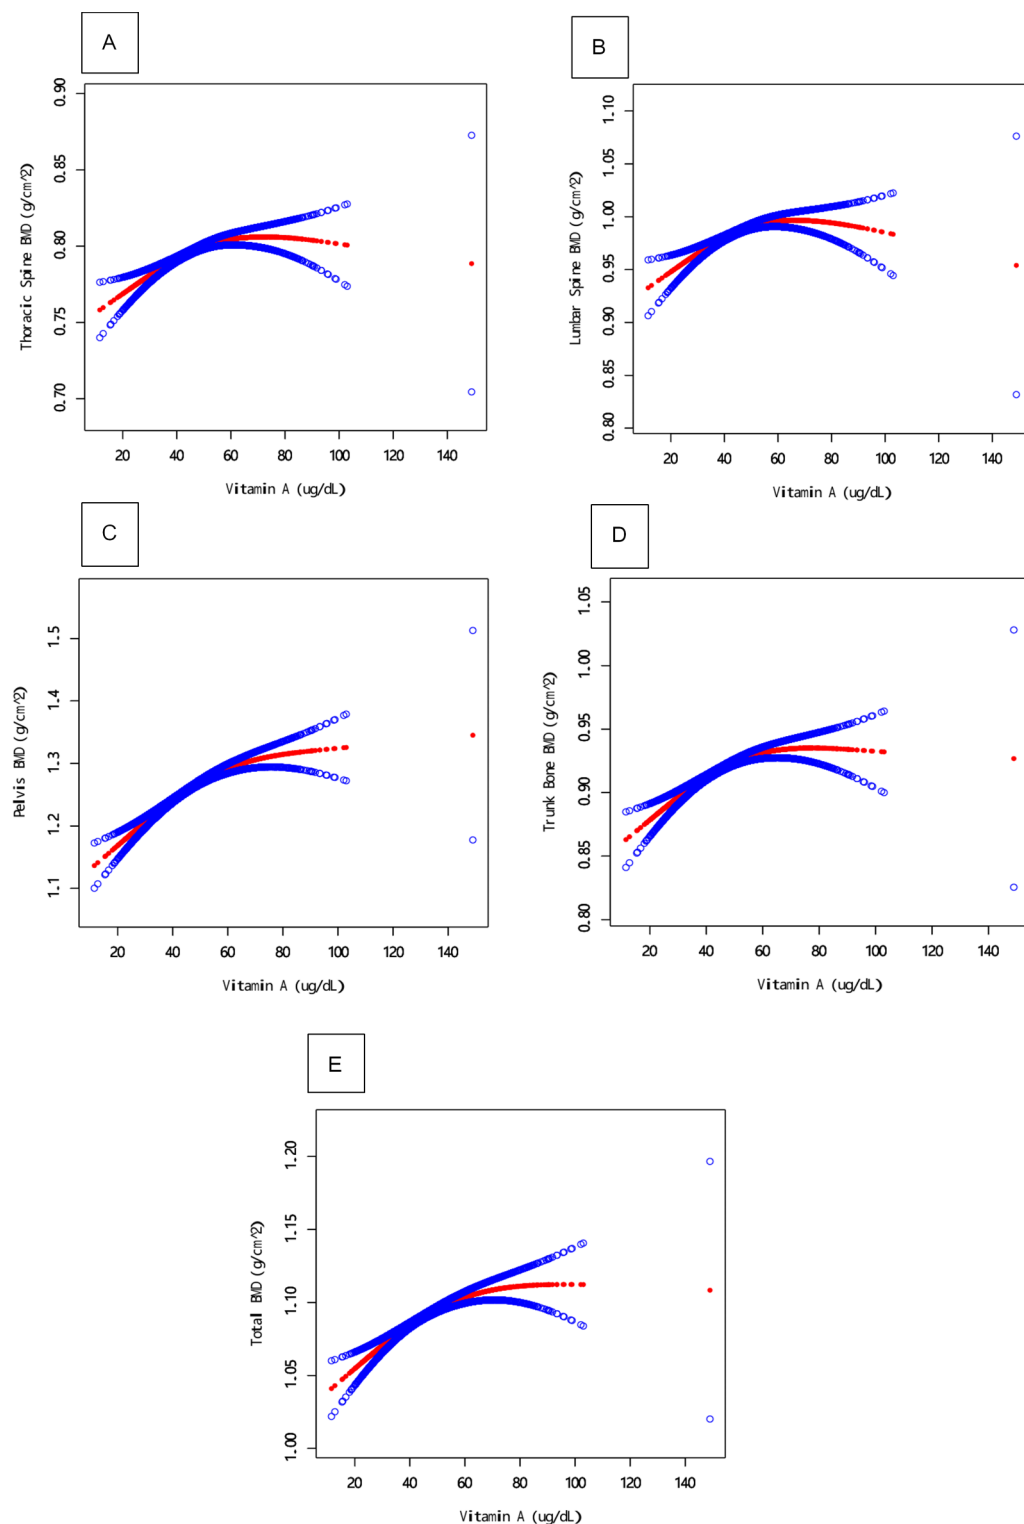 A
B
0.90
0.85
0.80
0.75
0.70
Thoracic Spine BMD (g/cm^2)
20 40 60 80 100 120 140
Vitamin A (ug/dL)
1.10
1.05
1.00
0.95
0.90
0.85
0.80
Lumbar Spine BMD (g/cm^2)
20 40 60 80 100 120 140
Vitamin A (ug/dL)
C
D
1.5
1.4
1.3
1.2
1.1
Pelvis BMD (g/cm^2)
20 40 60 80 100 120 140
Vitamin A (ug/dL)
1.05
1.00
0.95
0.90
0.85
0.80
Trunk Bone BMD (g/cm^2)
20 40 60 80 100 120 140
Vitamin A (ug/dL)
E
1.20
1.15
1.10
1.05
1.00
Total BMD (g/cm^2)
20 40 60 80 100 120 140
Vitamin A (ug/dL)